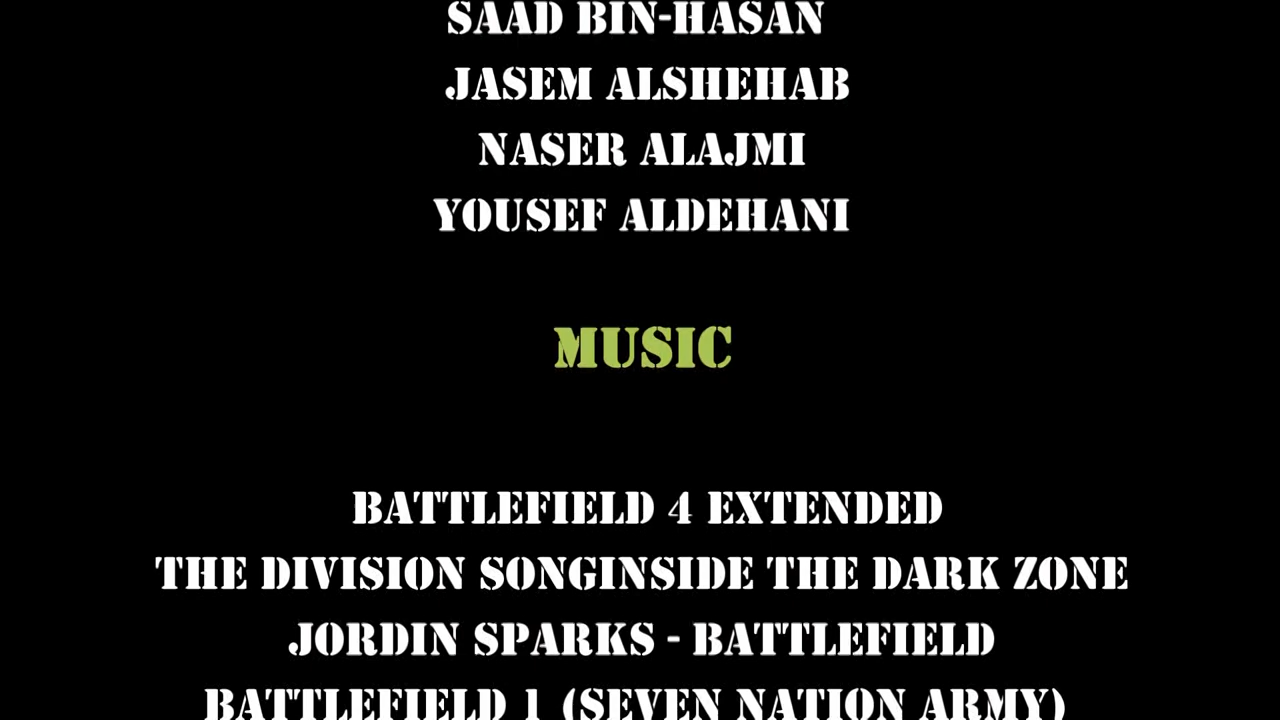 SAAD BIN-HASAN
JASEM ALSHEHAB
NASER ALAJMI
YOUSEF ALDEHANI
MUSIC
BATTLEFIELD 4 EXTENDED
THE DIVISION SONGINSIDE THE DARK ZONE
JORDIN SPARKS - BATTLEFIELD
BATTLEFIELD 1 (SEVEN NATION ARMY)